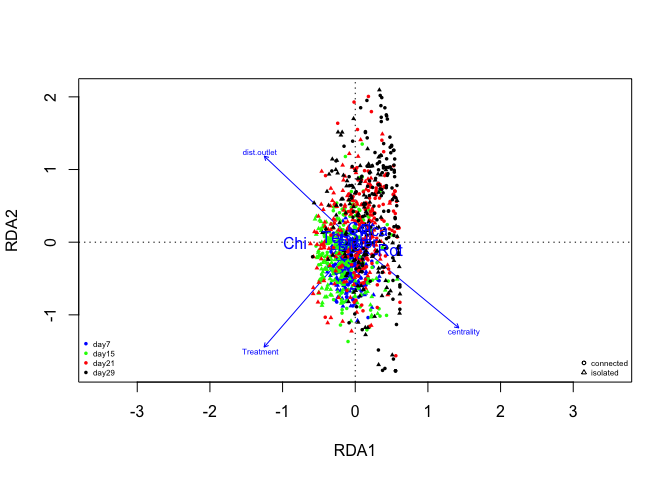 2
1
0
-1
RDA2
dist.outlet
Chi
Rot
centrality
Treatment
day7
day15
day21
day29
connected
isolated
-3
-2
-1
0
1
2
3
RDA1